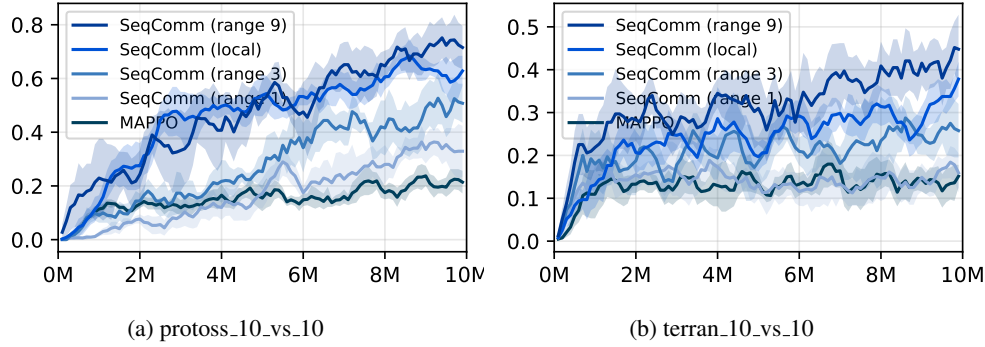 0.8
0.6
0.4
0.2
0.0
SeqComm (range 9)
SeqComm (local)
SeqComm (range 3)
SeqComm (range 1)
MAPPO
0M 2M 4M 6M 8M 10M
(a) protoss_10_vs_10
0.5
0.4
0.3
0.2
0.1
0.0
SeqComm (range 9)
SeqComm (local)
SeqComm (range 3)
SeqComm (range 1)
MAPPO
0M 2M 4M 6M 8M 10M
(b) terran_10_vs_10